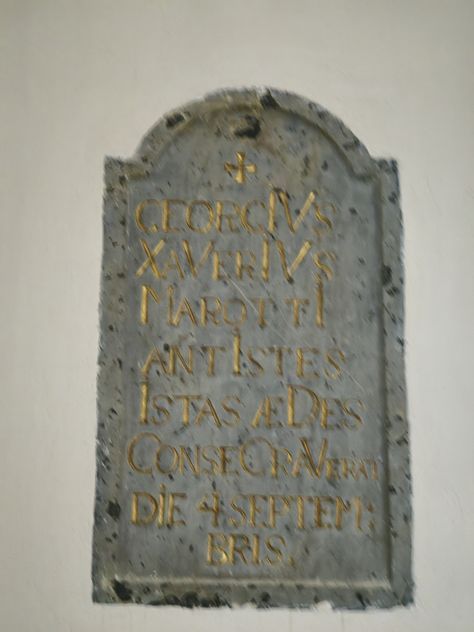 GEORGIVS
XAVERIVS
MAROTTI
ANTISTES
ISTAS ÆDES
CONSECRAVERAT
DIE 4 SEPTEM:
BRIS.